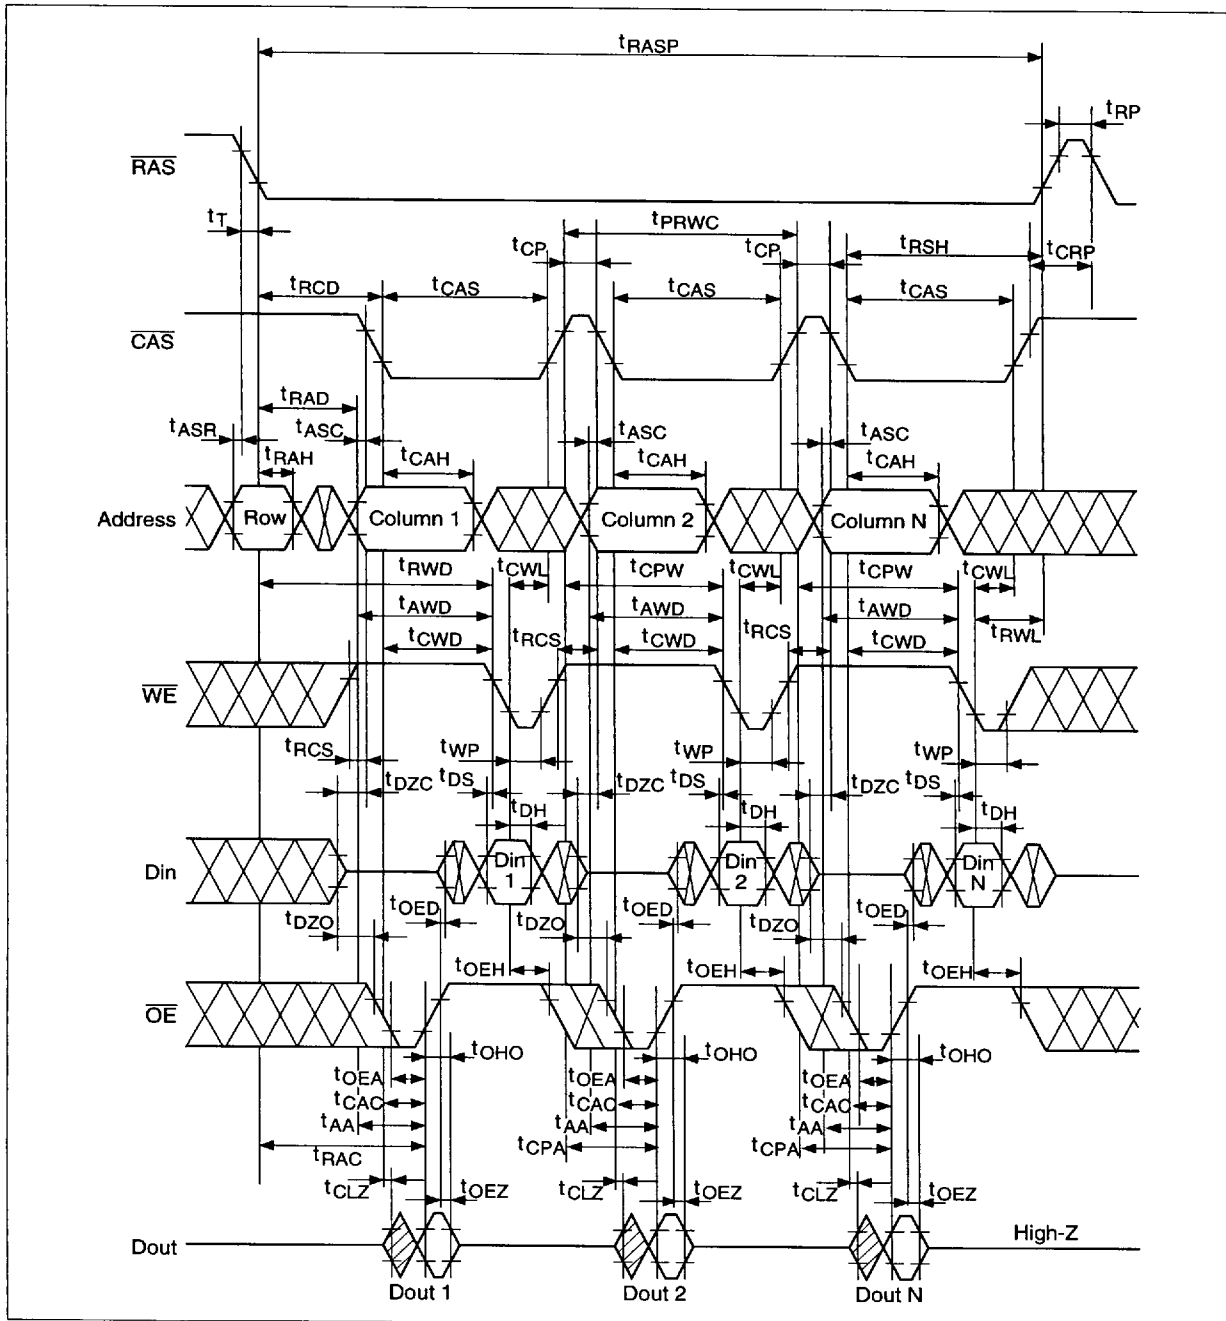 tRASP
tRP
RAS
tT
tPRWC
tCP
tCP
tRSH
tCRP
tRCD
tCAS
tCAS
tCAS
CAS
tRAD
tASR
tASC
tASC
tASC
tRAH
tCAH
tCAH
tCAH
Address
Row
Column 1
Column 2
Column N
tRWD
tCWL
tCPW
tCWL
tCPW
tCWL
tAWD
tAWD
tAWD
tRCS
tRCS
tRWL
tCWD
tCWD
tCWD
WE
tRCS
tWP
tWP
tWP
tDZC
tDS
tDZC
tDS
tDZC
tDS
tDH
tDH
tDH
Din
Din 1
Din 2
Din N
tDZO
tOED
tDZO
tOED
tDZO
tOED
tOEH
tOEH
tOEH
OE
tOHO
tOHO
tOHO
tOEA
tOEA
tOEA
tCAC
tCAC
tCAC
tAA
tAA
tAA
tRAC
tCPA
tCPA
tCLZ
tOEZ
tCLZ
tOEZ
tCLZ
tOEZ
Dout
High-Z
Dout 1
Dout 2
Dout N